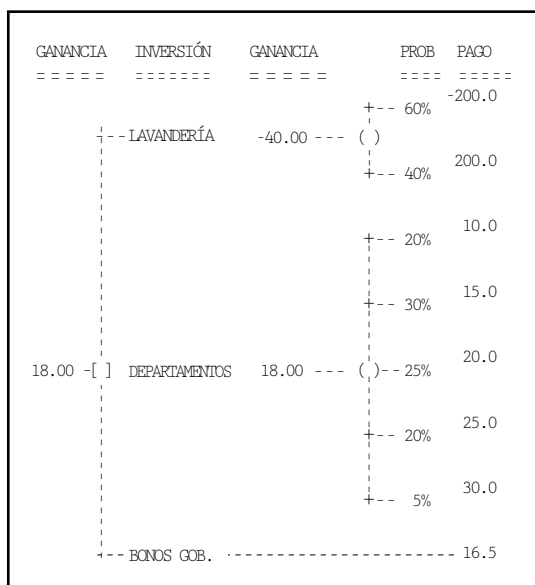 GANANCIA INVERSIÓN GANANCIA PROB PAGO
===== ======= ===== ==== =====
+-- 60% -200.0
+--LAVANDERÍA -40.00 --- ( )
+-- 40% 200.0
+-- 20% 10.0
+-- 30% 15.0
18.00 -[ ] DEPARTAMENTOS 18.00 --- ( )-- 25% 20.0
+-- 20% 25.0
+-- 5% 30.0
+--BONOS GOB. ----------------------- 16.5